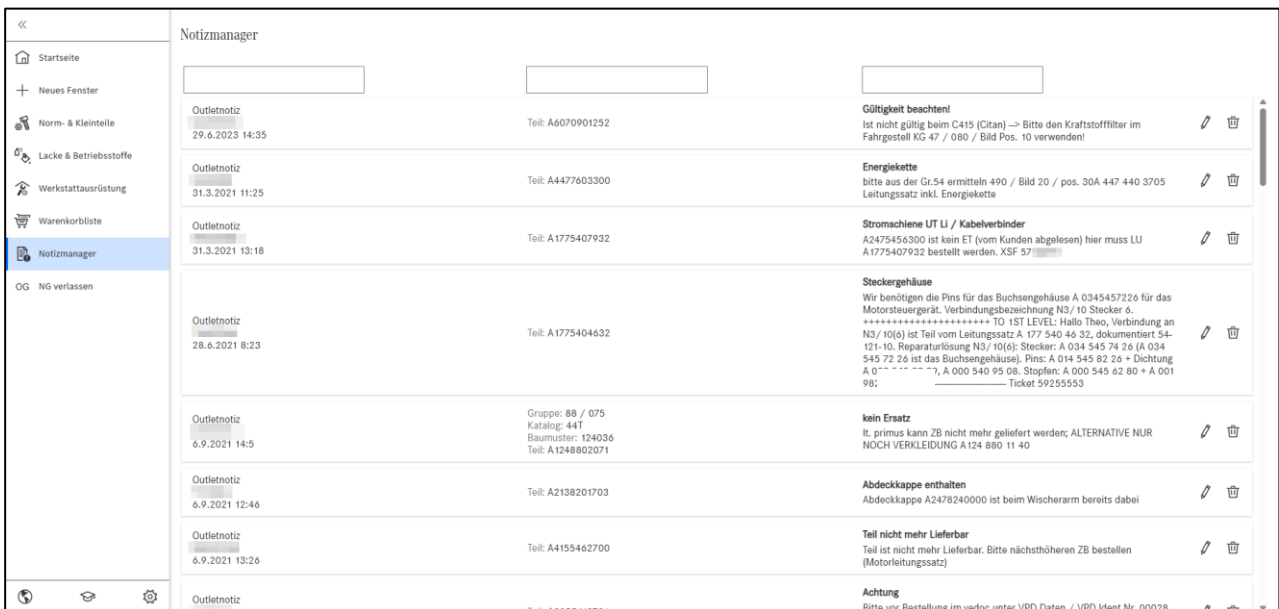 Startseite
Neues Fenster
Norm- & Kleinteile
Lacke & Betriebsstoffe
Werkstattausrüstung
Warenkorbliste
Notizmanager
OG NG verlassen
Notizmanager
Outletnotiz
29.6.2023 14:35
Teil: A6070901252
Gültigkeit beachten!
Ist nicht gültig beim C415 (Citan) --> Bitte den Kraftstofffilter im
Fahrgestell KG 47 / 080 / Bild Pos. 10 verwenden!
Outletnotiz
31.3.2021 11:25
Teil: A4477603300
Energiekette
bitte aus der Gr.54 ermitteln 490 / Bild 20 / pos. 30A 447 440 3705
Leitungssatz inkl. Energiekette
Outletnotiz
31.3.2021 13:18
Teil: A1775407932
Stromschiene UT Li / Kabelverbinder
A2475456300 ist kein ET (vom Kunden abgelesen) hier muss LU
A1775407932 bestellt werden. XSF 57
Outletnotiz
28.6.2021 8:23
Teil: A1775404632
Steckergehäuse
Wir benötigen die Pins für das Buchsengehäuse A 0345457226 für das
Motorsteuergerät. Verbindungsbezeichnung N3/10 Stecker 6.
++++++++++++++++++++++ TO 1ST LEVEL: Hallo Theo, Verbindung an
N3/10(6) ist Teil vom Leitungssatz A 177 540 46 32, dokumentiert 54-
121-10. Reparaturlösung N3/10(6): Stecker: A 034 545 74 26 (A 034
545 72 26 ist das Buchsengehäuse). Pins: A 014 545 82 26 + Dichtung
A , A 000 540 95 08. Stopfen: A 000 545 62 80 + A 001
Ticket 59255553
Outletnotiz
6.9.2021 14:5
Gruppe: 88 / 075
Katalog: 44T
Baumuster: 124036
Teil: A1248802071
kein Ersatz
lt. primus kann ZB nicht mehr geliefert werden; ALTERNATIVE NUR
NOCH VERKLEIDUNG A124 880 11 40
Outletnotiz
6.9.2021 12:46
Teil: A2138201703
Abdeckkappe enthalten
Abdeckkappe A2478240000 ist beim Wischerarm bereits dabei
Outletnotiz
6.9.2021 13:26
Teil: A4155462700
Teil nicht mehr Lieferbar
Teil ist nicht mehr Lieferbar. Bitte nächsthöheren ZB bestellen
(Motorleitungssatz)
Outletnotiz
Achtung
Bitte vor Bestellung im vedoc unter VPD Daten / VPD Ident Nr. 00028